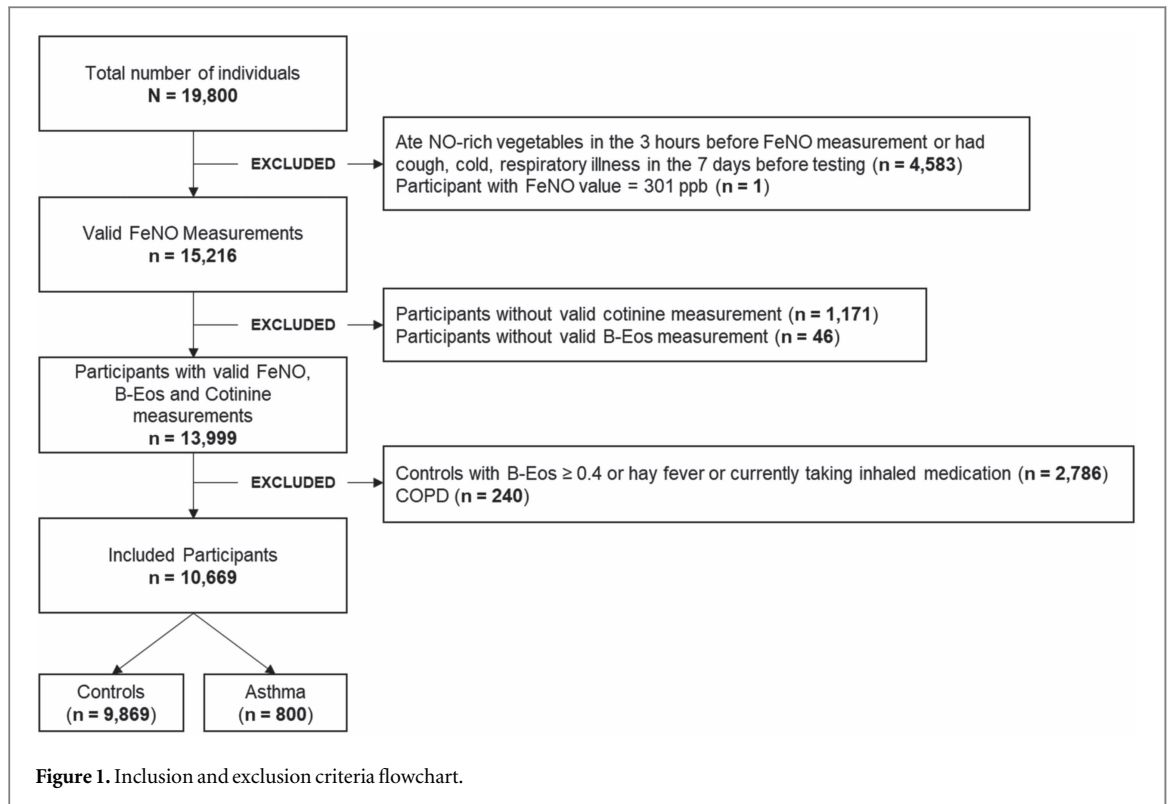 Total number of individuals
N = 19,800
EXCLUDED
Ate NO-rich vegetables in the 3 hours before FeNO measurement or had
cough, cold, respiratory illness in the 7 days before testing (n = 4,583)
Participant with FeNO value = 301 ppb (n = 1)
Valid FeNO Measurements
n = 15,216
EXCLUDED
Participants without valid cotinine measurement (n = 1,171)
Participants without valid B-Eos measurement (n = 46)
Participants with valid FeNO,
B-Eos and Cotinine
measurements
n = 13,999
EXCLUDED
Controls with B-Eos ≥ 0.4 or hay fever or currently taking inhaled medication (n = 2,786)
COPD (n = 240)
Included Participants
n = 10,669
Controls
(n = 9,869)
Asthma
(n = 800)
Figure 1. Inclusion and exclusion criteria flowchart.